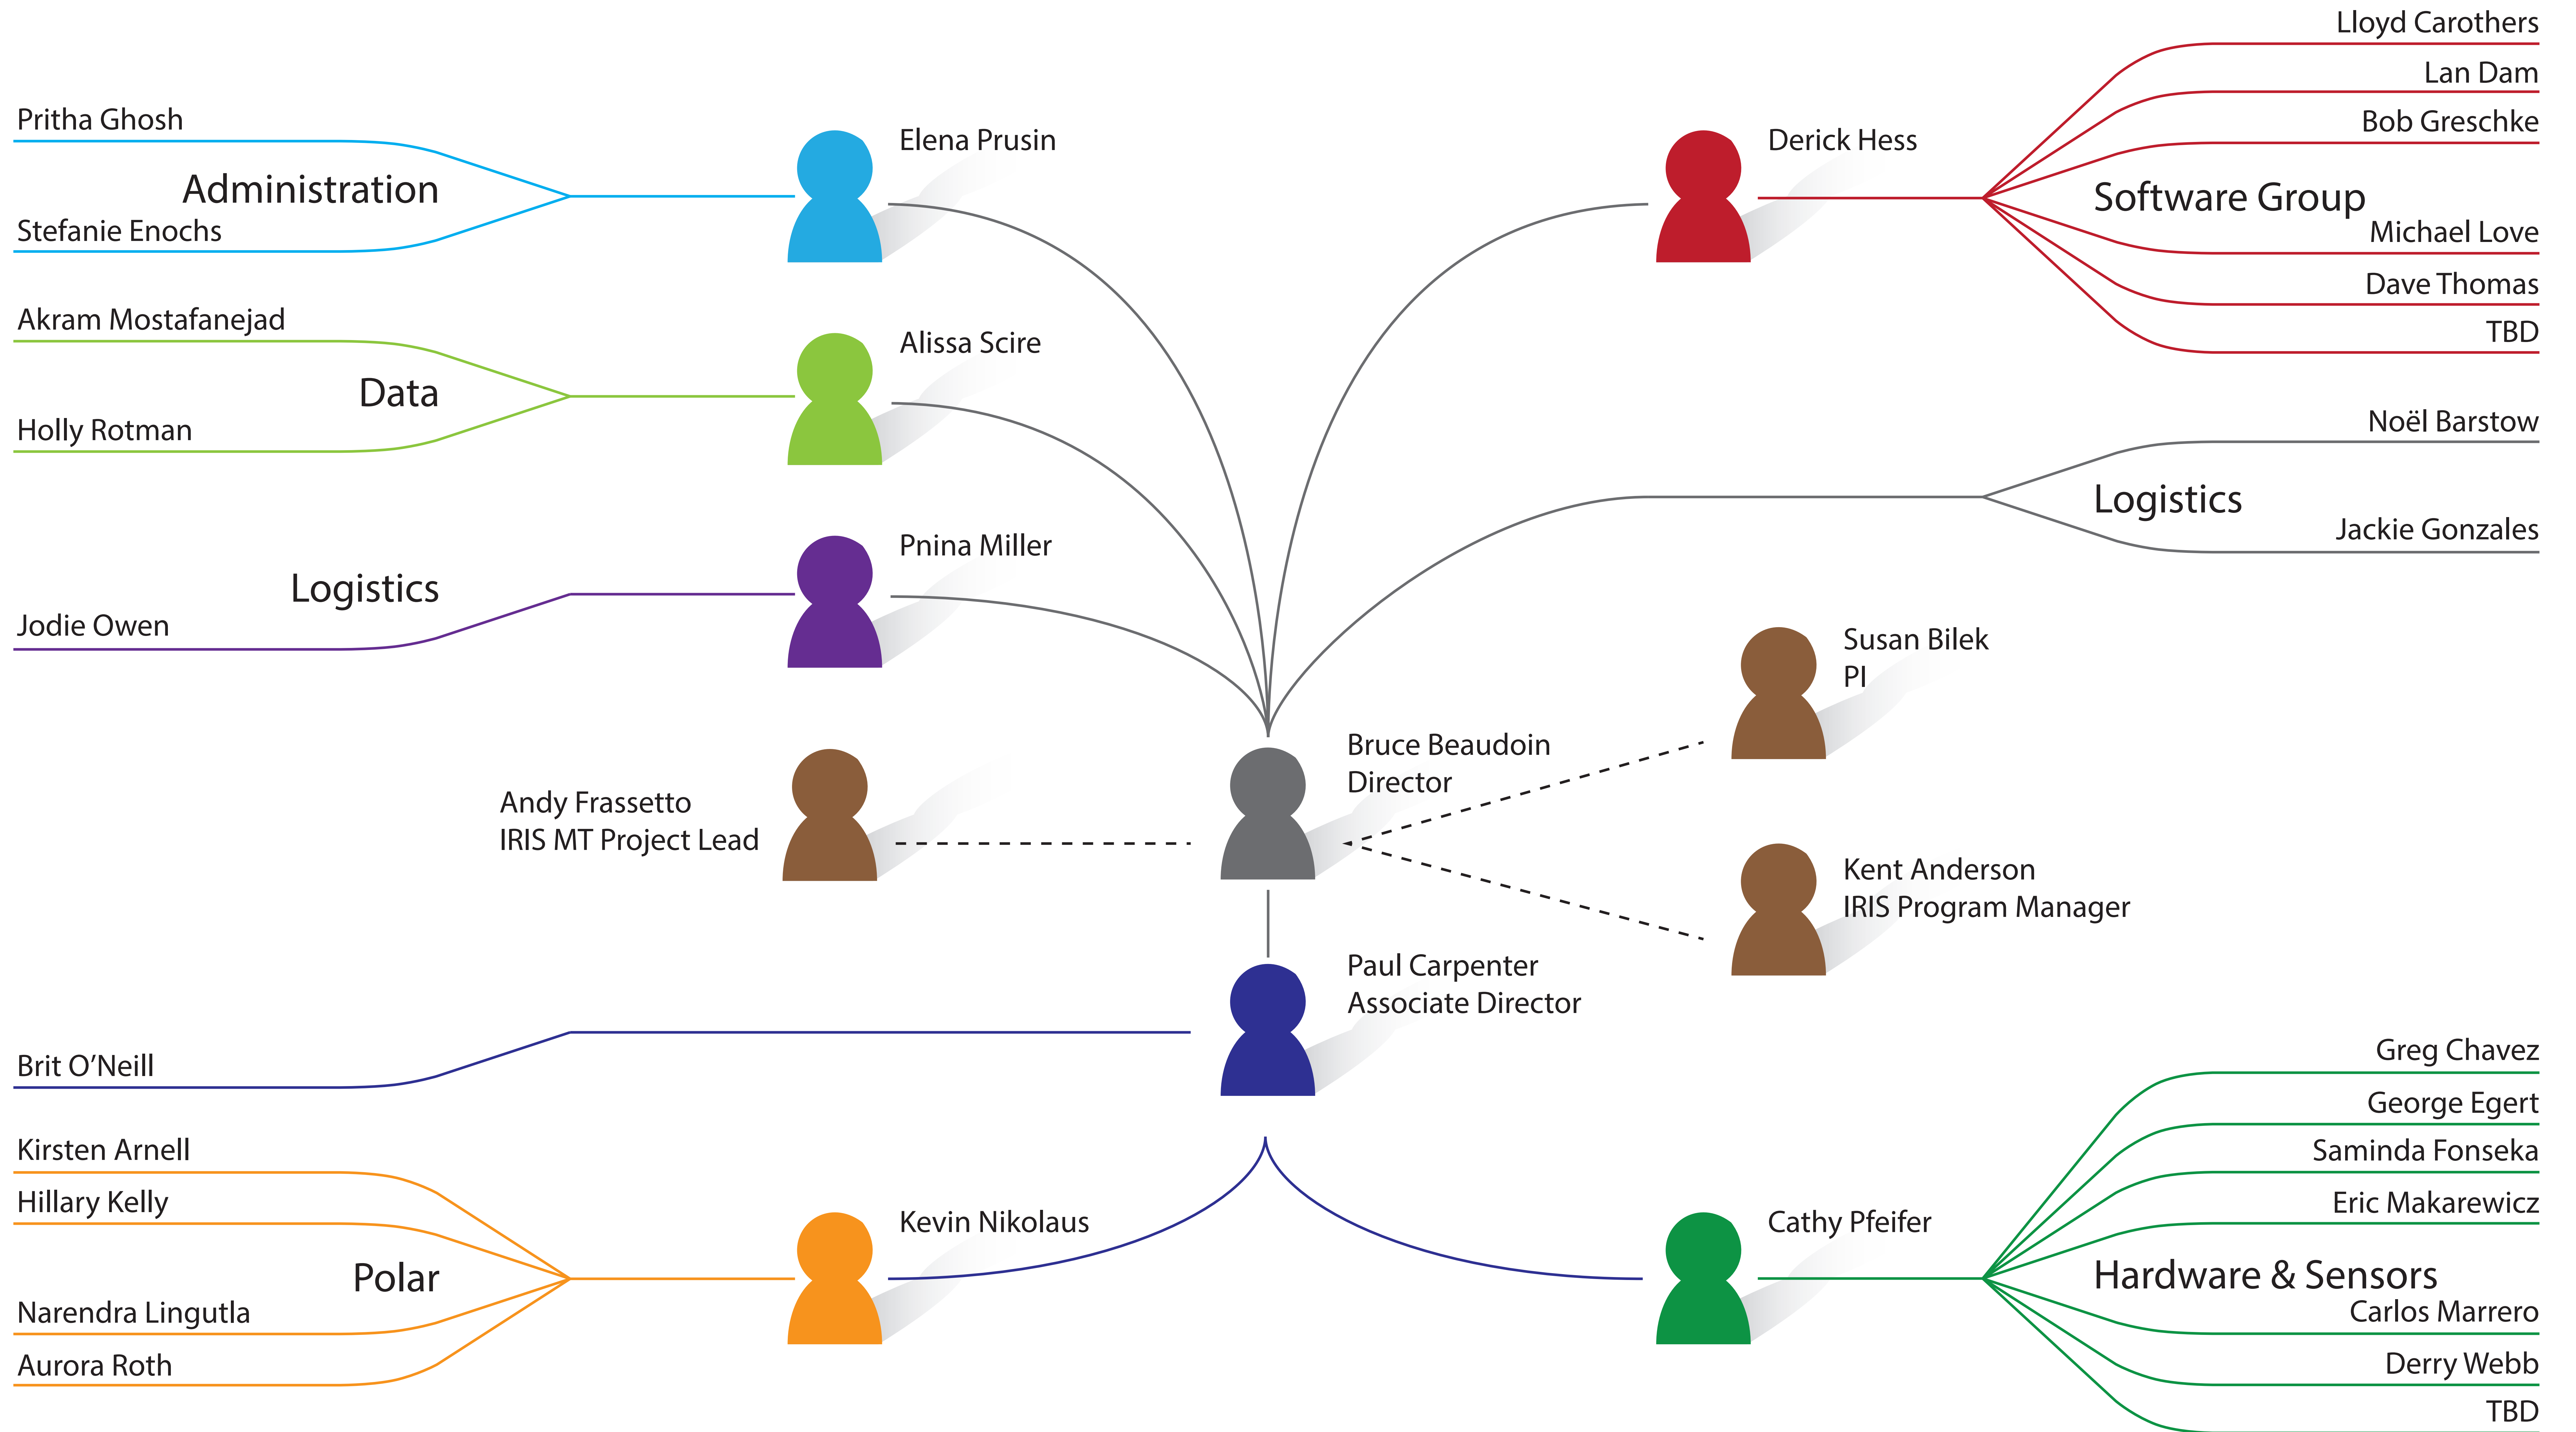 Lloyd Carothers
Lan Dam
Bob Greschke
Software Group
Michael Love
Dave Thomas
TBD
Derick Hess
Pritha Ghosh
Administration
Stefanie Enochs
Elena Prusin
Akram Mostafanejad
Data
Holly Rotman
Alissa Scire
Noël Barstow
Logistics
Jackie Gonzales
Pnina Miller
Logistics
Jodie Owen
Susan Bilek
PI
Bruce Beaudoin
Director
Andy Frassetto
IRIS MT Project Lead
Kent Anderson
IRIS Program Manager
Paul Carpenter
Associate Director
Brit O’Neill
Kirsten Arnell
Hillary Kelly
Polar
Narendra Lingutla
Aurora Roth
Kevin Nikolaus
Cathy Pfeifer
Greg Chavez
George Egert
Saminda Fonseka
Eric Makarewicz
Hardware & Sensors
Carlos Marrero
Derry Webb
TBD